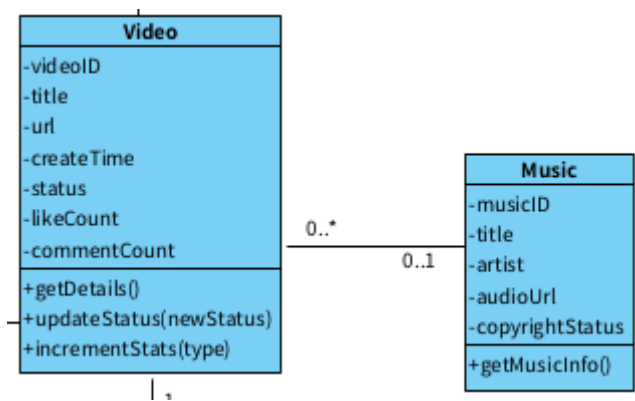 Video
-videoID
-title
-url
-createTime
-status
-likeCount
-commentCount
+getDetails()
+updateStatus(newStatus)
+incrementStats(type)
0..*
0..1
Music
-musicID
-title
-artist
-audioUrl
-copyrightStatus
+getMusicInfo()
1